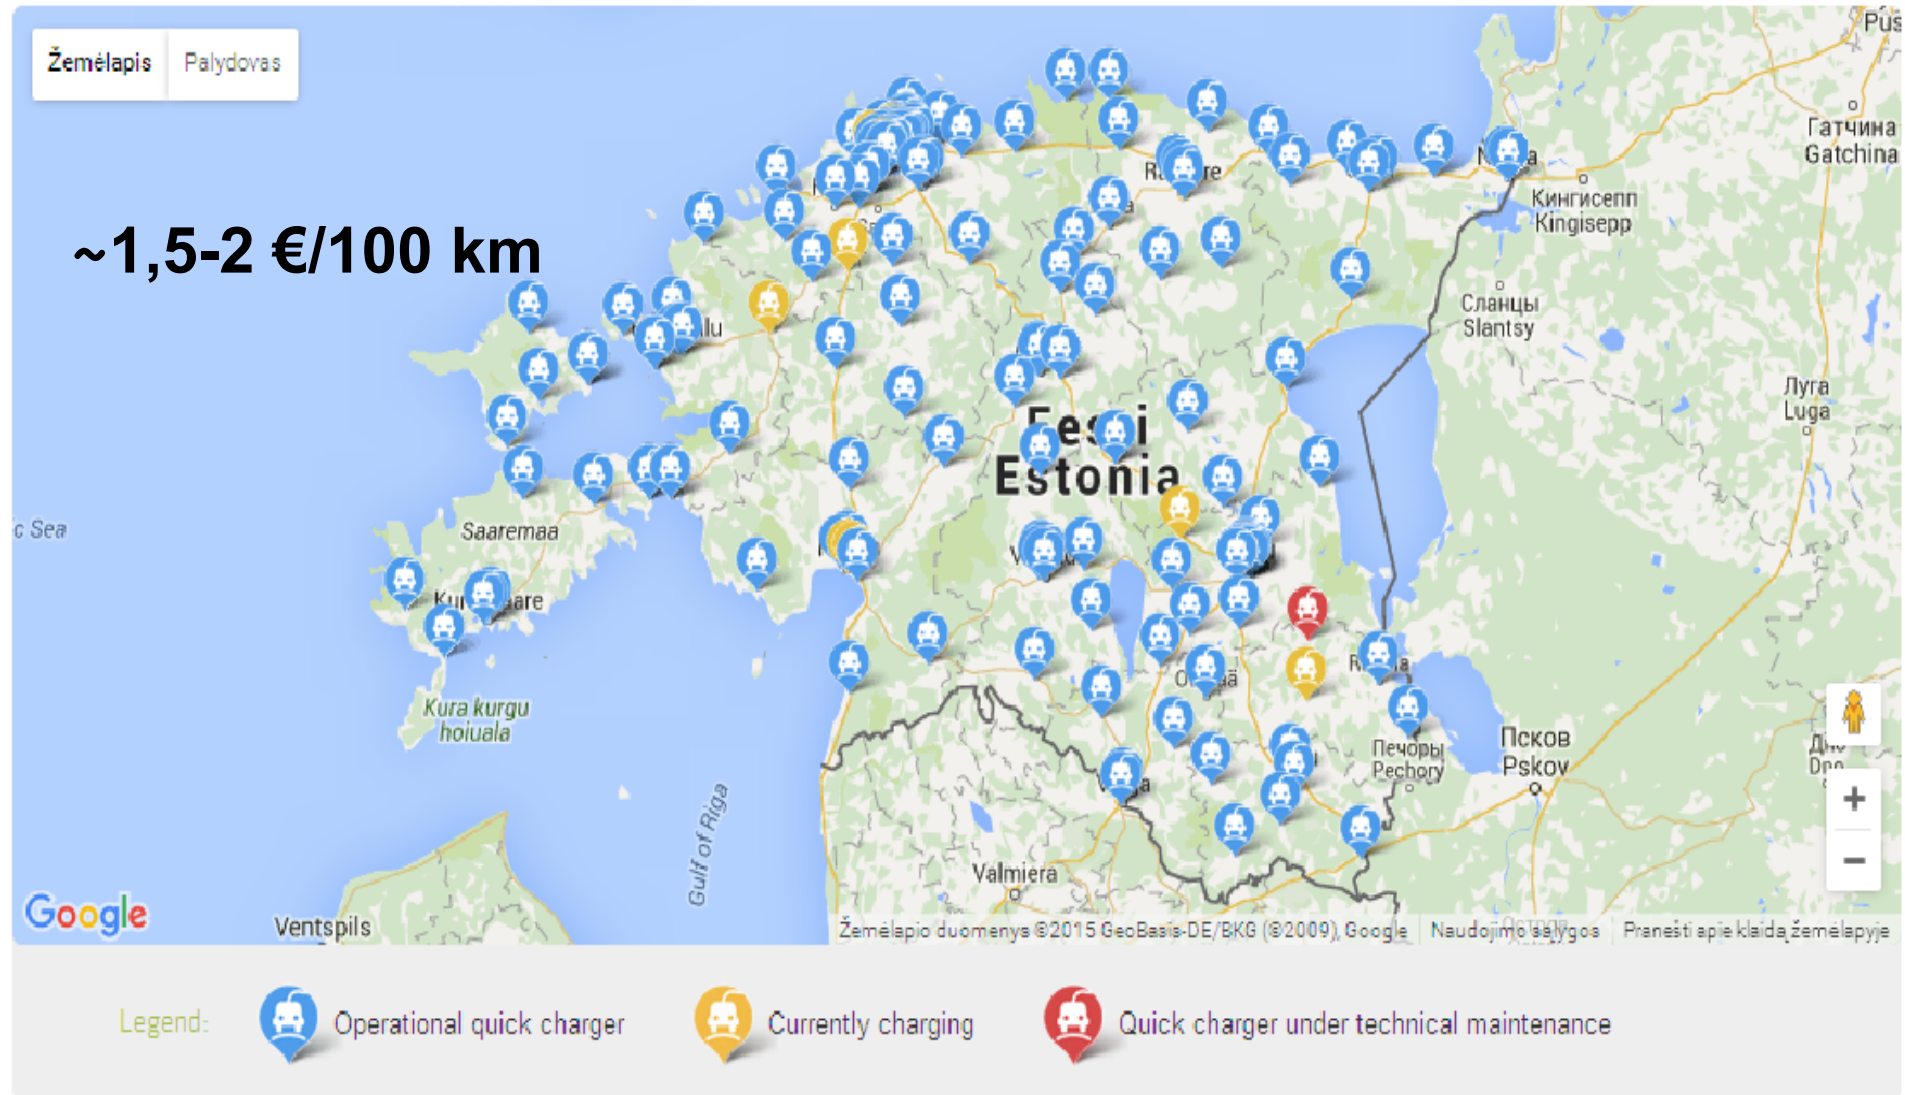 Žemėlapis
Palydovas
~1,5-2 €/100 km
Гатчина
Gatchina
Кингисепп
Kingisepp
Сланцы
Slantsy
Луга
Luga
Eesti
Estonia
c Sea
Saaremaa
Kura kurgu
hoiuala
Gulf of Riga
Печоры
Pechory
Псков
Pskov
Valmiera
Ventspils
Google
Žemėlapio duomenys ©2015 GeoBasis-DE/BKG (©2009), Google
Naudojimo sąlygos
Pranešti apie klaidą žemėlapyje
Legend:
Operational quick charger
Currently charging
Quick charger under technical maintenance